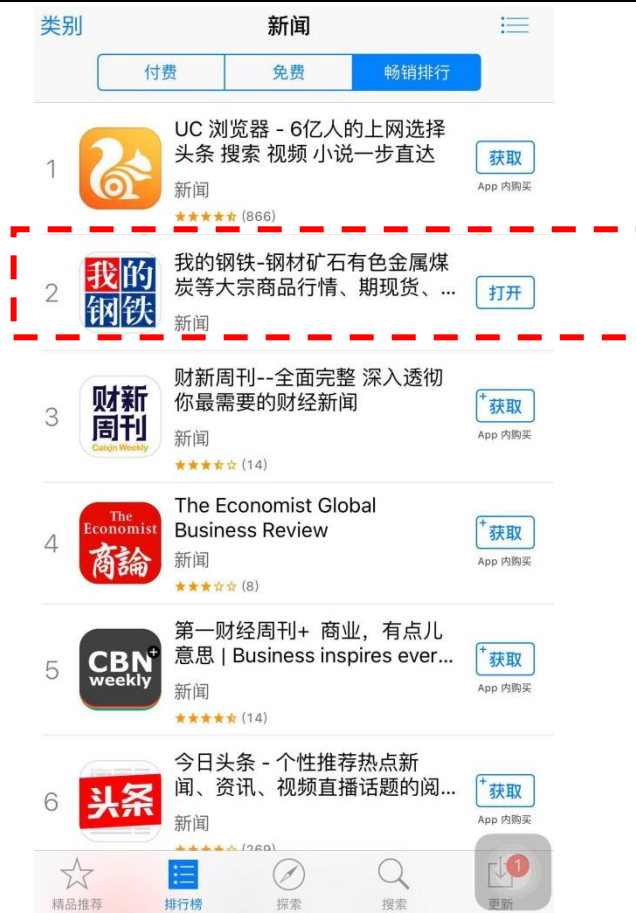 类别
新闻
付费
免费
畅销排行
1
UC 浏览器 - 6亿人的上网选择
头条 搜索 视频 小说一步直达
新闻
(866)
获取
App 内购买
2
我的
钢铁
我的钢铁-钢材矿石有色金属煤
炭等大宗商品行情、期现货、...
新闻
打开
3
财新
周刊
Caixin Weekly
财新周刊--全面完整 深入透彻
你最需要的财经新闻
新闻
(14)
+获取
App 内购买
4
The
Economist
商論
The Economist Global
Business Review
新闻
(8)
+获取
App 内购买
5
CBN+
weekly
第一财经周刊+ 商业，有点儿
意思 | Business inspires ever...
新闻
(14)
+获取
App 内购买
6
头条
今日头条 - 个性推荐热点新
闻、资讯、视频直播话题的阅...
新闻
(269)
+获取
App 内购买
精品推荐
排行榜
探索
搜索
1
更新